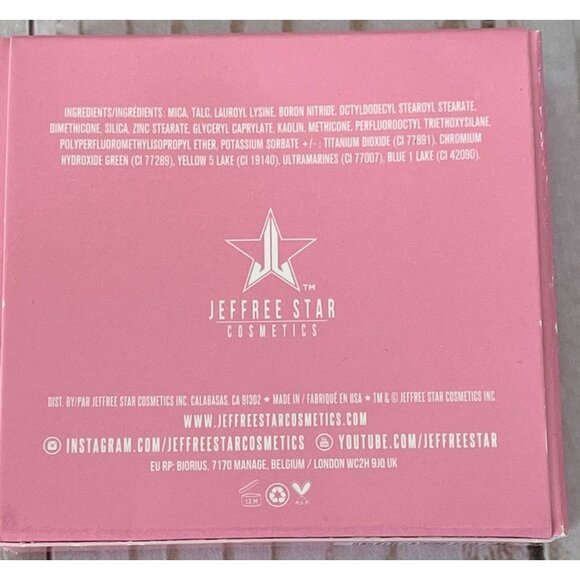 INGREDIENTS/INGRÉDIENTS: MICA, TALC, LAUROYL LYSINE, BORON NITRIDE, OCTYLDODECYL STEAROYL STEARATE,
DIMETHICONE, SILICA, ZINC STEARATE, GLYCERYL CAPRYLATE, KAOLIN, METHICONE, PERFLUOROOCTYL TRIETHOXYSILANE,
POLYPERFLUOROMETHYLISOPROPYL ETHER, POTASSIUM SORBATE +/- : TITANIUM DIOXIDE (CI 77891), CHROMIUM
HYDROXIDE GREEN (CI 77289), YELLOW 5 LAKE (CI 19140), ULTRAMARINES (CI 77007), BLUE 1 LAKE (CI 42090).
TM
JEFFREE STAR
COSMETICS
DIST. BY/PAR JEFFREE STAR COSMETICS INC. CALABASAS, CA 91302 ★ MADE IN / FABRIQUÉ EN USA ★ TM & © JEFFREE STAR COSMETICS INC.
WWW.JEFFREESTARCOSMETICS.COM
INSTAGRAM.COM/JEFFREESTARCOSMETICS YOUTUBE.COM/JEFFREESTAR
EU RP: BIORIUS, 7170 MANAGE, BELGIUM / LONDON WC2H 9JQ UK
12 M